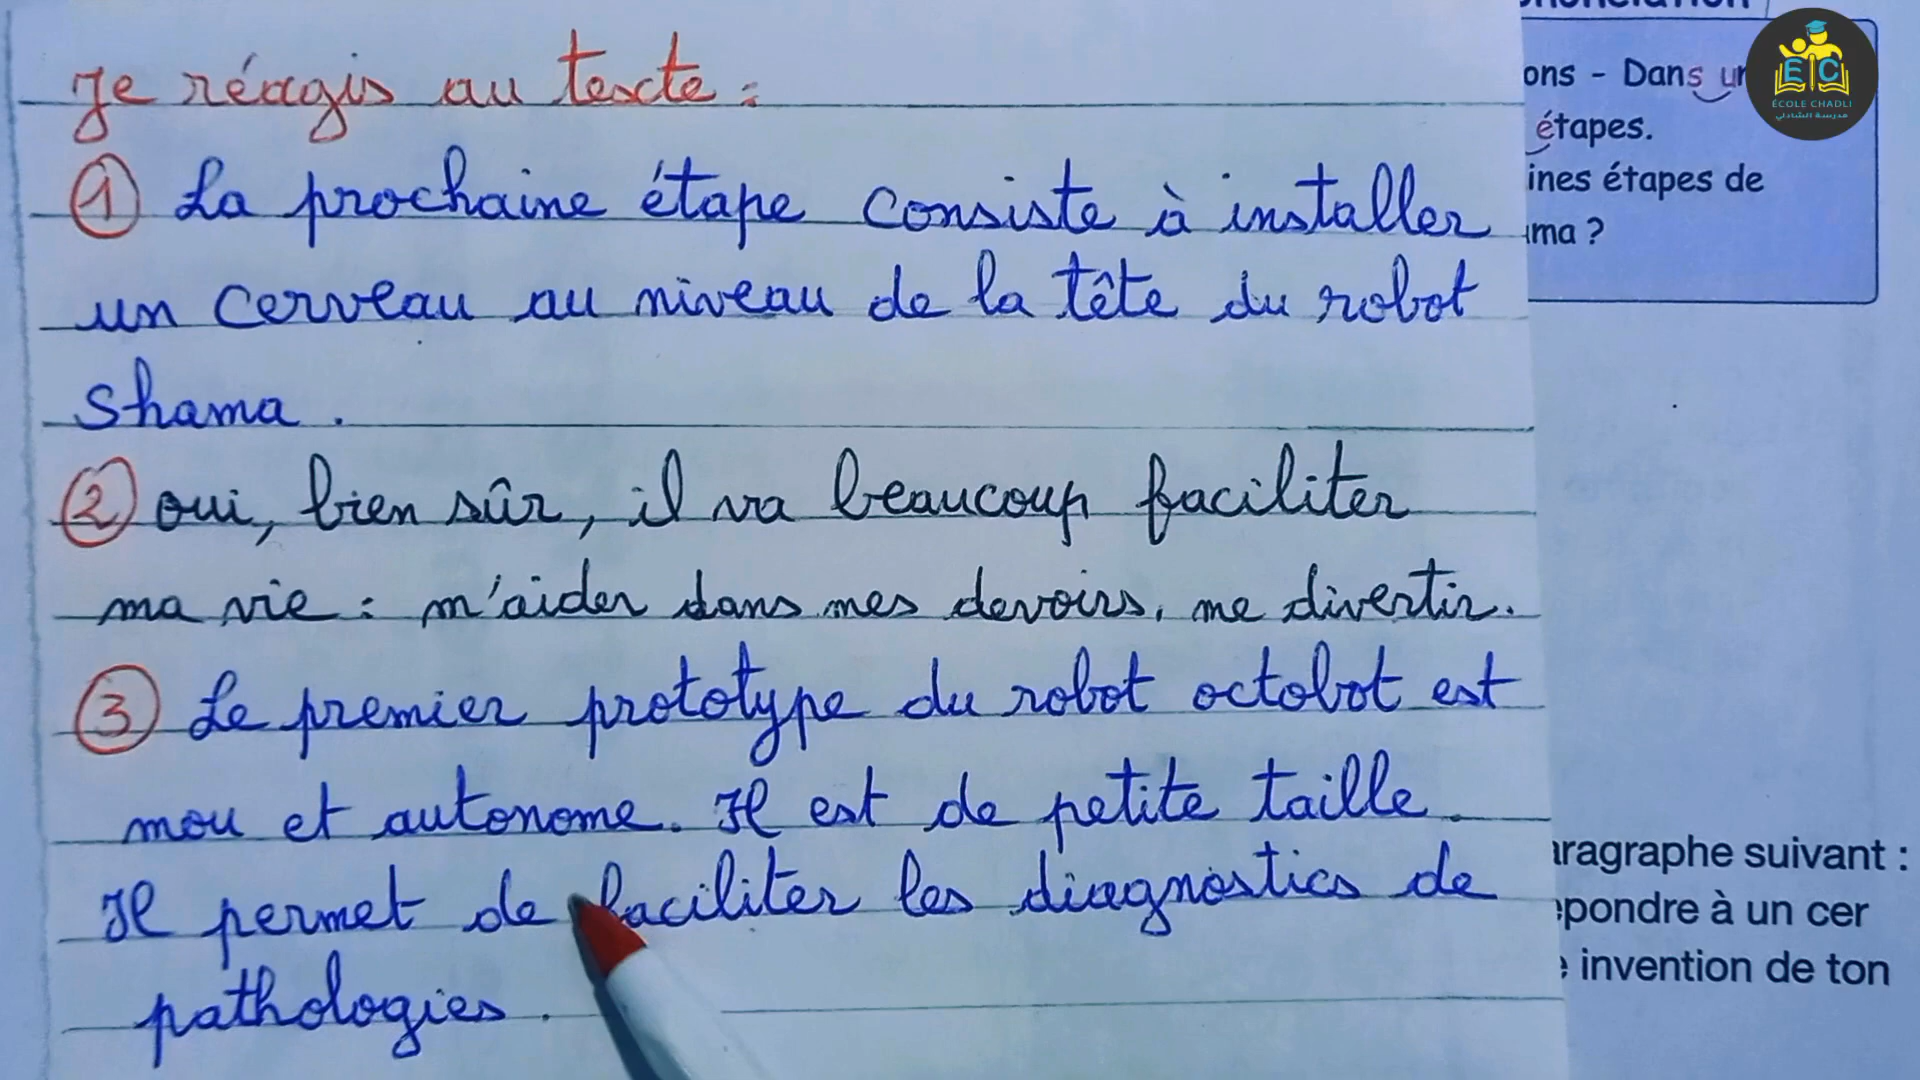 Je réagis au texte :
① La prochaine étape consiste à installer
un cerveau au niveau de la tête du robot
Shama.
② oui, bien sûr, il va beaucoup faciliter
ma vie : m'aider dans mes devoirs, me divertir.
③ Le premier prototype du robot octobot est
mou et autonome. Il est de petite taille.
Il permet de faciliter les diagnostics de
pathologies.
ons - Dans un
étapes.
ines étapes de
ma ?
aragraphe suivant :
épondre à un cer
invention de ton
EC
ÉCOLE CHADLI
مدرسة الشاذلي